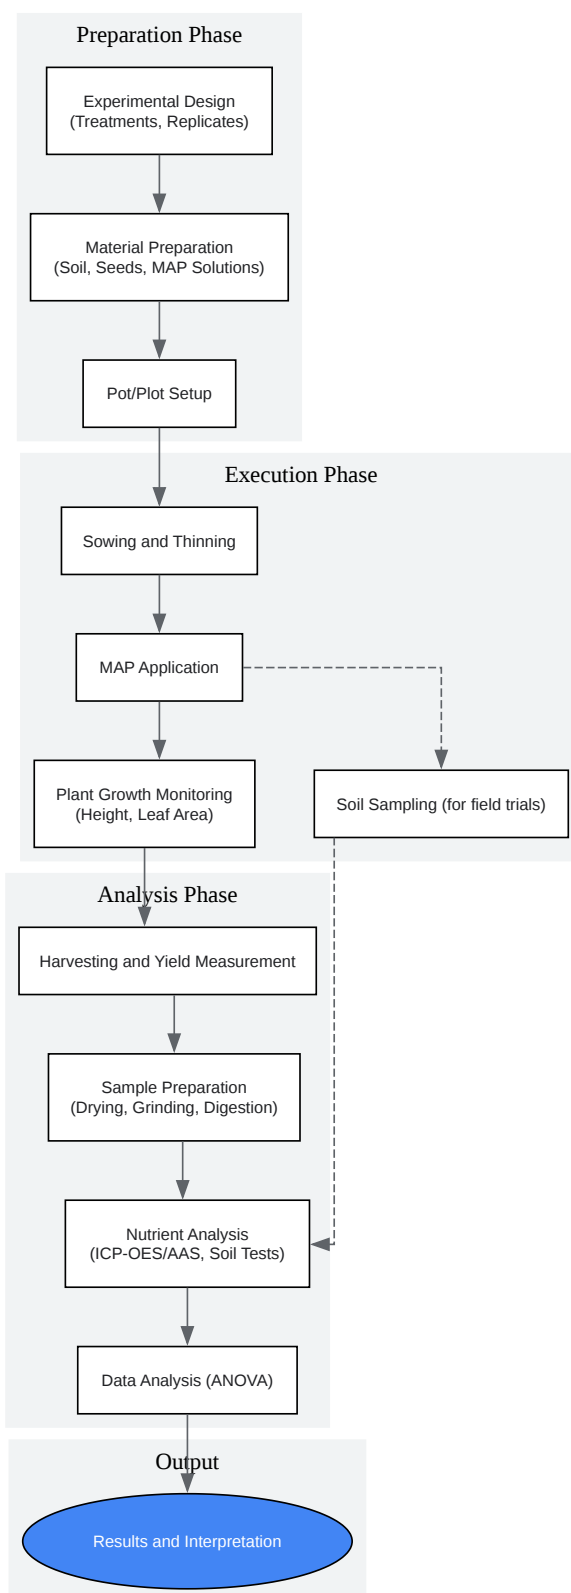 Preparation Phase
Experimental Design
(Treatments, Replicates)
Material Preparation
(Soil, Seeds, MAP Solutions)
Pot/Plot Setup
Execution Phase
Sowing and Thinning
MAP Application
Plant Growth Monitoring
(Height, Leaf Area)
Soil Sampling (for field trials)
Analysis Phase
Harvesting and Yield Measurement
Sample Preparation
(Drying, Grinding, Digestion)
Nutrient Analysis
(ICP-OES/AAS, Soil Tests)
Data Analysis (ANOVA)
Output
Results and Interpretation